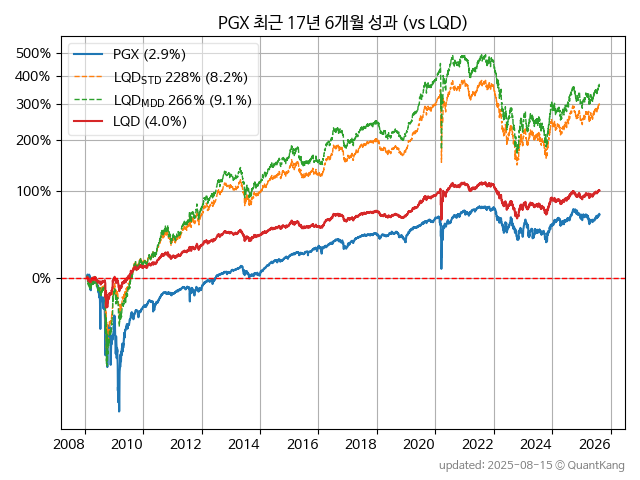 PGX 최근 17년 6개월 성과 (vs LQD)
PGX (2.9%)
LQD_STD 228% (8.2%)
LQD_MDD 266% (9.1%)
LQD (4.0%)
500%
400%
300%
200%
100%
0%
2008 2010 2012 2014 2016 2018 2020 2022 2024 2026
updated: 2025-08-15 © QuantKang